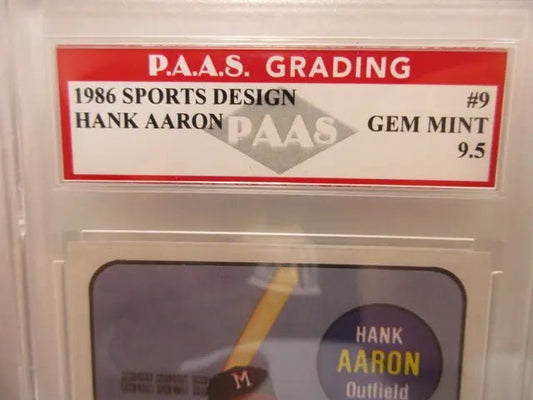 P.A.A.S. GRADING
1986 SPORTS DESIGN #9
HANK AARON PAAS GEM MINT
9.5
HANK
AARON
Outfield
M